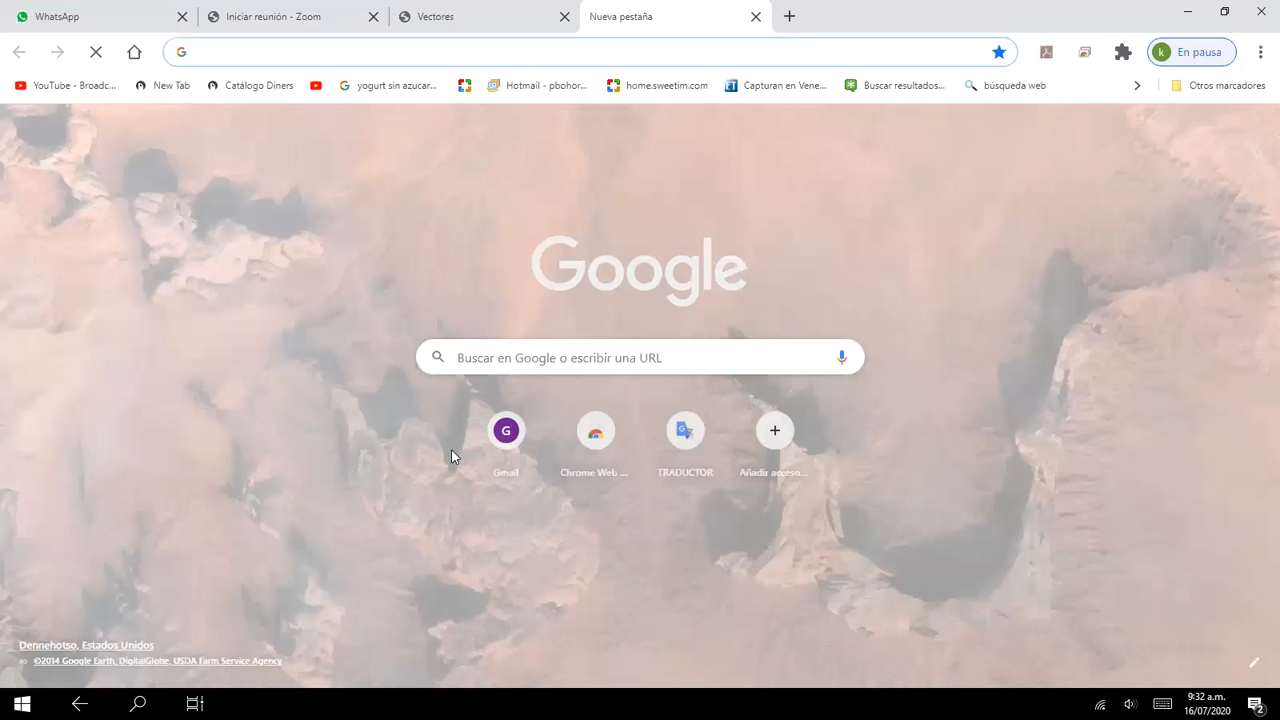 WhatsApp
Iniciar reunión - Zoom
Vectores
Nueva pestaña
k En pausa
YouTube - Broadc...
New Tab
Catálogo Diners
yogurt sin azucar...
Hotmail - pbohor...
home.sweetim.com
Capturan en Vene...
Buscar resultados...
búsqueda web
Otros marcadores
Google
Buscar en Google o escribir una URL
G
Gmail
Chrome Web ...
TRADUCTOR
Añadir acceso...
Dennehotso, Estados Unidos
©2014 Google Earth, DigitalGlobe, USDA Farm Service Agency
9:32 a.m.
16/07/2020
2